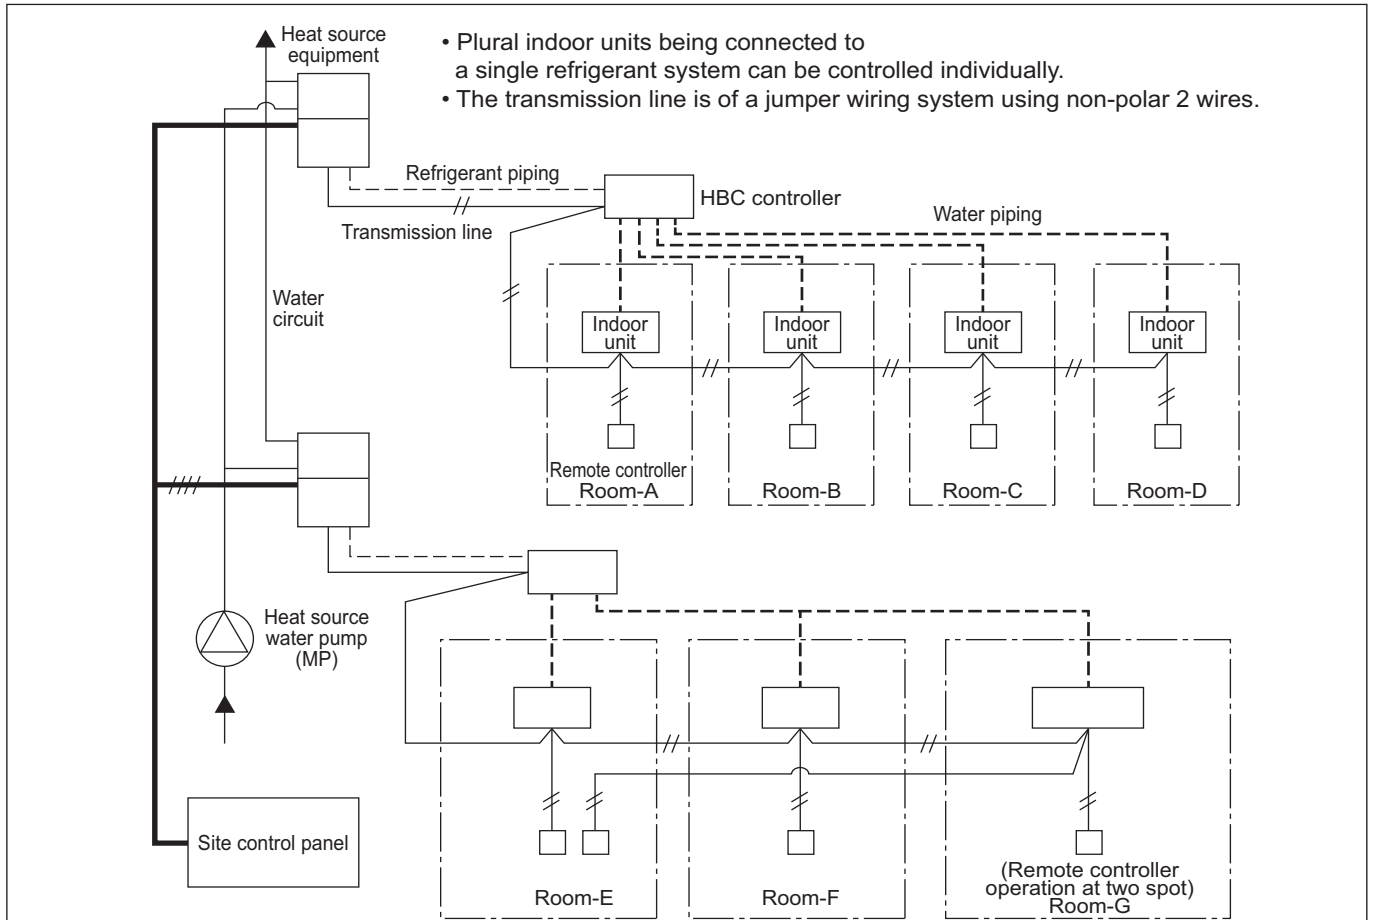 Heat source
equipment
• Plural indoor units being connected to
a single refrigerant system can be controlled individually.
• The transmission line is of a jumper wiring system using non-polar 2 wires.
Refrigerant piping
HBC controller
Transmission line
Water piping
Water
circuit
Indoor
unit
Indoor
unit
Indoor
unit
Indoor
unit
Remote controller
Room-A
Room-B
Room-C
Room-D
Heat source
water pump
(MP)
Site control panel
Room-E
Room-F
(Remote controller
operation at two spot)
Room-G